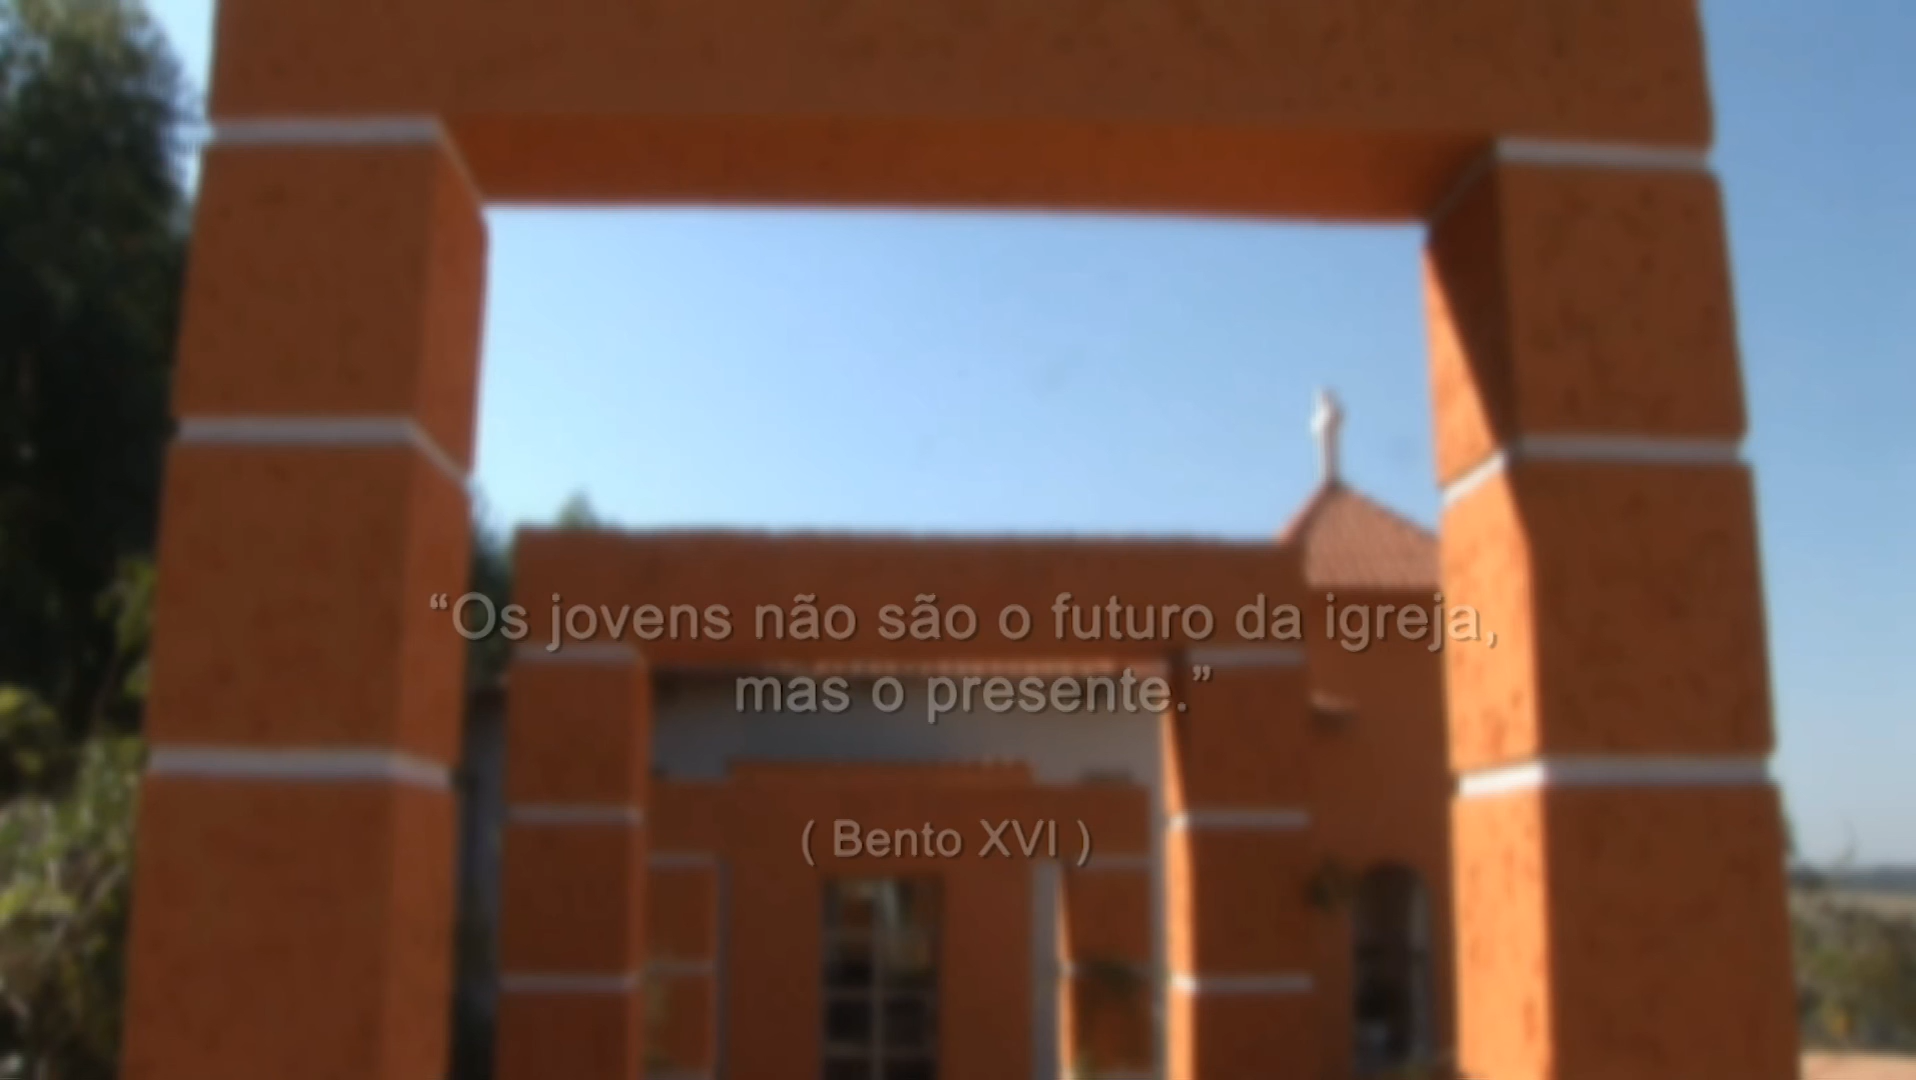 “Os jovens não são o futuro da igreja,
mas o presente.”
( Bento XVI )